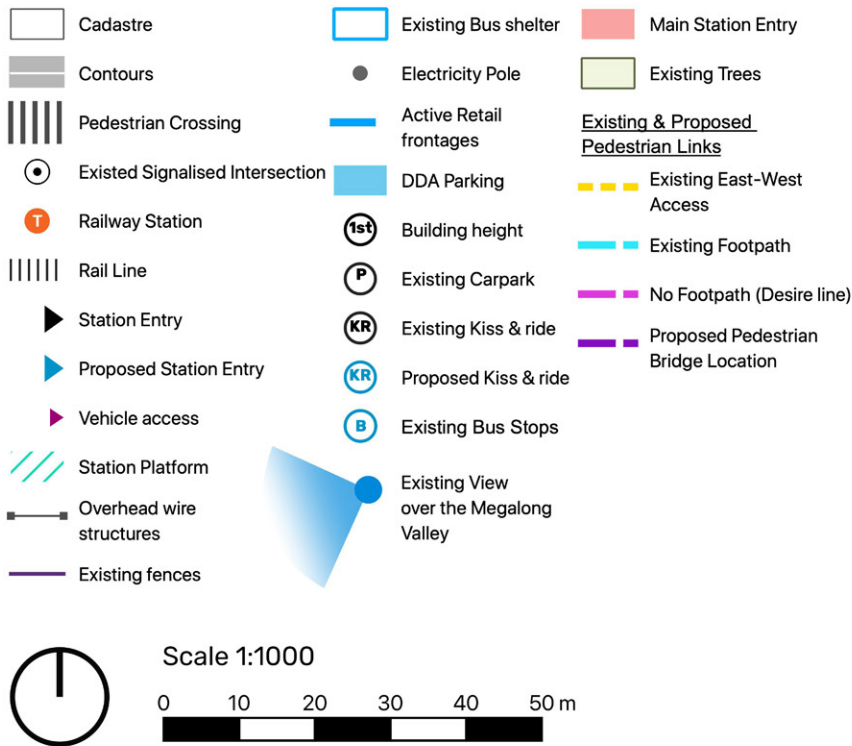 Cadastre
Contours
Pedestrian Crossing
Existed Signalised Intersection
T
Railway Station
Rail Line
Station Entry
Proposed Station Entry
Vehicle access
Station Platform
Overhead wire
structures
Existing fences
Existing Bus shelter
Electricity Pole
Active Retail
frontages
DDA Parking
1st
Building height
P
Existing Carpark
KR
Existing Kiss & ride
KR
Proposed Kiss & ride
B
Existing Bus Stops
Existing View
over the Megalong
Valley
Main Station Entry
Existing Trees
Existing & Proposed
Pedestrian Links
Existing East-West
Access
Existing Footpath
No Footpath (Desire line)
Proposed Pedestrian
Bridge Location
Scale 1:1000
0 10 20 30 40 50 m